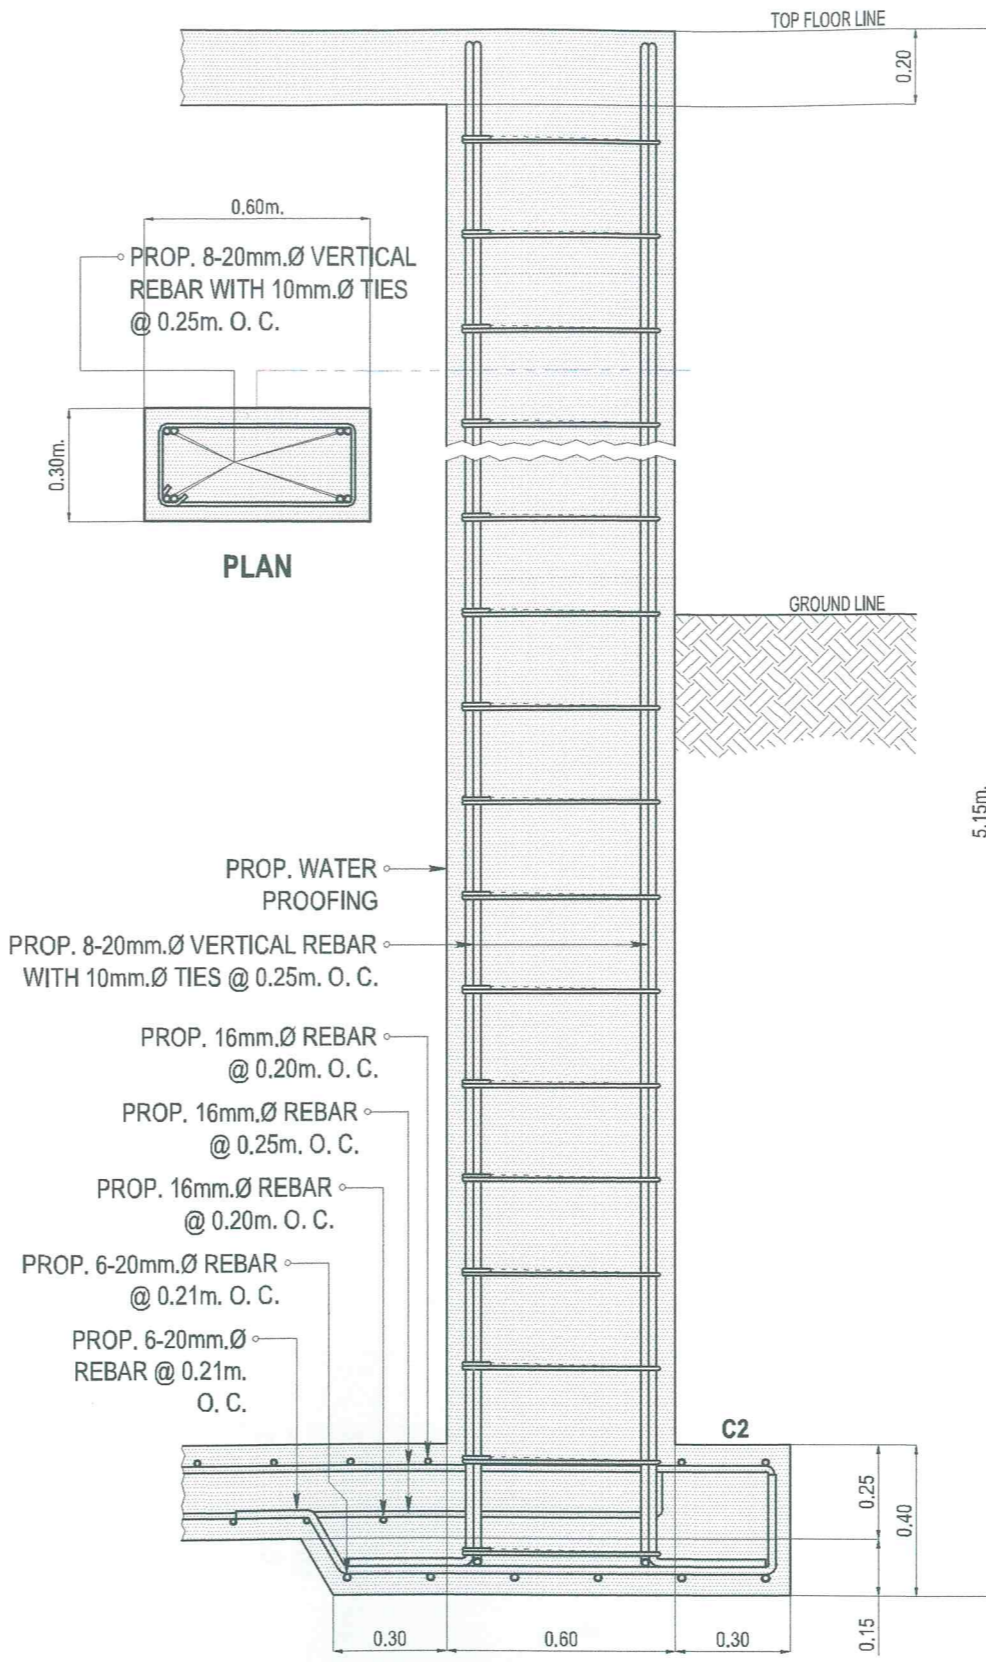 TOP FLOOR LINE
0.20
0.60m.
PROP. 8-20mm.Ø VERTICAL
REBAR WITH 10mm.Ø TIES
@ 0.25m. O. C.
0.30m.
PLAN
GROUND LINE
5.15m.
PROP. WATER
PROOFING
PROP. 8-20mm.Ø VERTICAL REBAR
WITH 10mm.Ø TIES @ 0.25m. O. C.
PROP. 16mm.Ø REBAR
@ 0.20m. O. C.
PROP. 16mm.Ø REBAR
@ 0.25m. O. C.
PROP. 16mm.Ø REBAR
@ 0.20m. O. C.
PROP. 6-20mm.Ø REBAR
@ 0.21m. O. C.
PROP. 6-20mm.Ø
REBAR @ 0.21m.
O. C.
C2
0.25
0.40
0.15
0.30
0.60
0.30